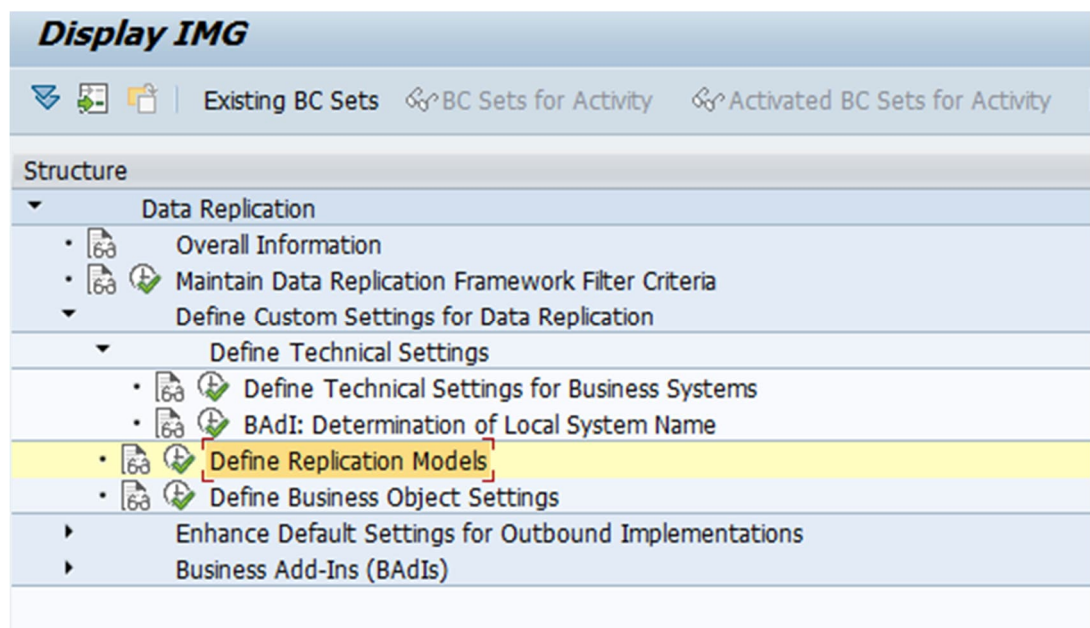 Display IMG
Existing BC Sets BC Sets for Activity Activated BC Sets for Activity
Structure
Data Replication
Overall Information
Maintain Data Replication Framework Filter Criteria
Define Custom Settings for Data Replication
Define Technical Settings
Define Technical Settings for Business Systems
BAdI: Determination of Local System Name
Define Replication Models
Define Business Object Settings
Enhance Default Settings for Outbound Implementations
Business Add-Ins (BAdIs)